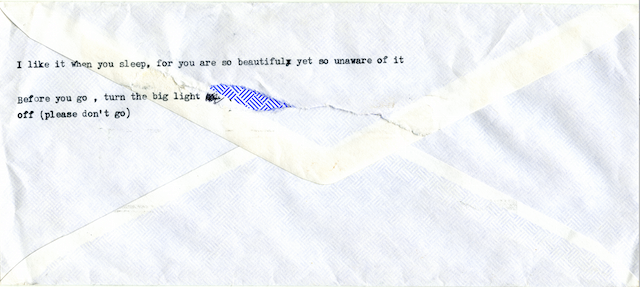 I like it when you sleep, for you are so beautiful yet so unaware of it
Before you go , turn the big light
off (please don't go)